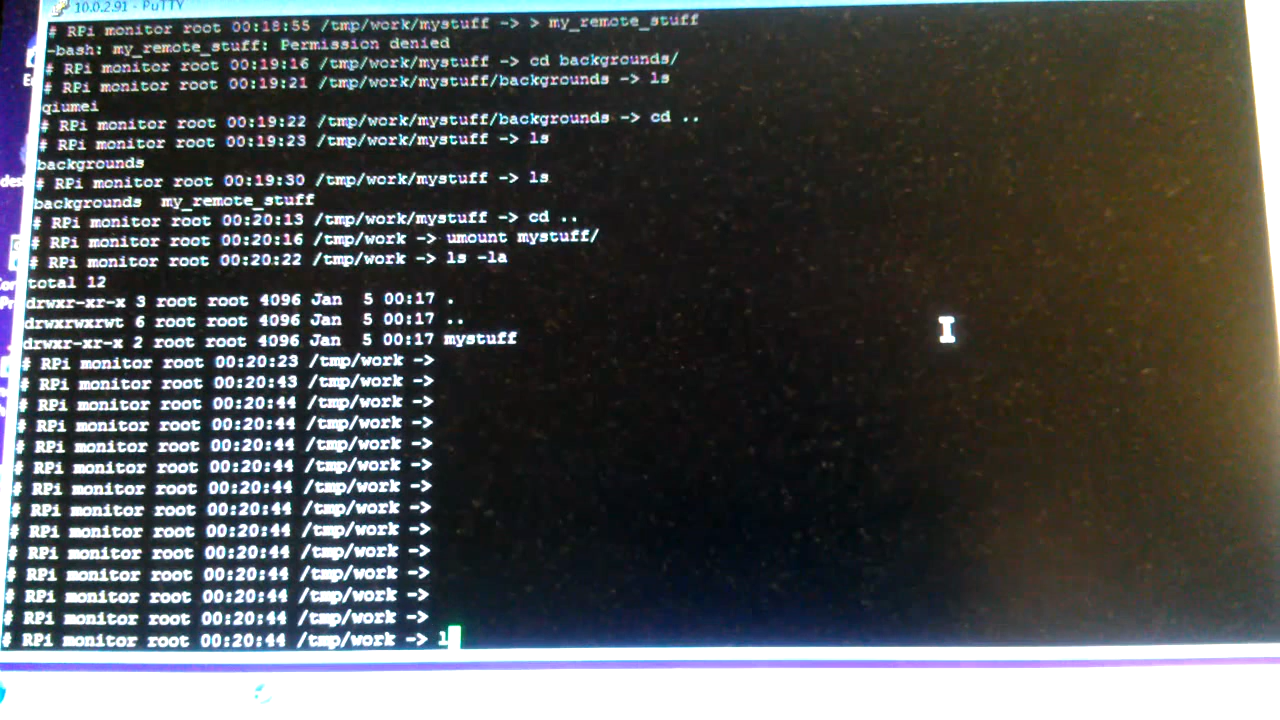 10.0.2.91 - PuTTY
# RPi monitor root 00:18:55 /tmp/work/mystuff -> > my_remote_stuff
-bash: my_remote_stuff: Permission denied
# RPi monitor root 00:19:16 /tmp/work/mystuff -> cd backgrounds/
# RPi monitor root 00:19:21 /tmp/work/mystuff/backgrounds -> ls
qiumei
# RPi monitor root 00:19:22 /tmp/work/mystuff/backgrounds -> cd ..
# RPi monitor root 00:19:23 /tmp/work/mystuff -> ls
backgrounds
# RPi monitor root 00:19:30 /tmp/work/mystuff -> ls
backgrounds  my_remote_stuff
# RPi monitor root 00:20:13 /tmp/work/mystuff -> cd ..
# RPi monitor root 00:20:16 /tmp/work -> umount mystuff/
# RPi monitor root 00:20:22 /tmp/work -> ls -la
total 12
drwxr-xr-x 3 root root 4096 Jan  5 00:17 .
drwxrwxrwt 6 root root 4096 Jan  5 00:17 ..
drwxr-xr-x 2 root root 4096 Jan  5 00:17 mystuff
# RPi monitor root 00:20:23 /tmp/work ->
# RPi monitor root 00:20:43 /tmp/work ->
# RPi monitor root 00:20:44 /tmp/work ->
# RPi monitor root 00:20:44 /tmp/work ->
# RPi monitor root 00:20:44 /tmp/work ->
# RPi monitor root 00:20:44 /tmp/work ->
# RPi monitor root 00:20:44 /tmp/work ->
# RPi monitor root 00:20:44 /tmp/work ->
# RPi monitor root 00:20:44 /tmp/work ->
# RPi monitor root 00:20:44 /tmp/work ->
# RPi monitor root 00:20:44 /tmp/work ->
# RPi monitor root 00:20:44 /tmp/work ->
# RPi monitor root 00:20:44 /tmp/work ->
# RPi monitor root 00:20:44 /tmp/work -> l